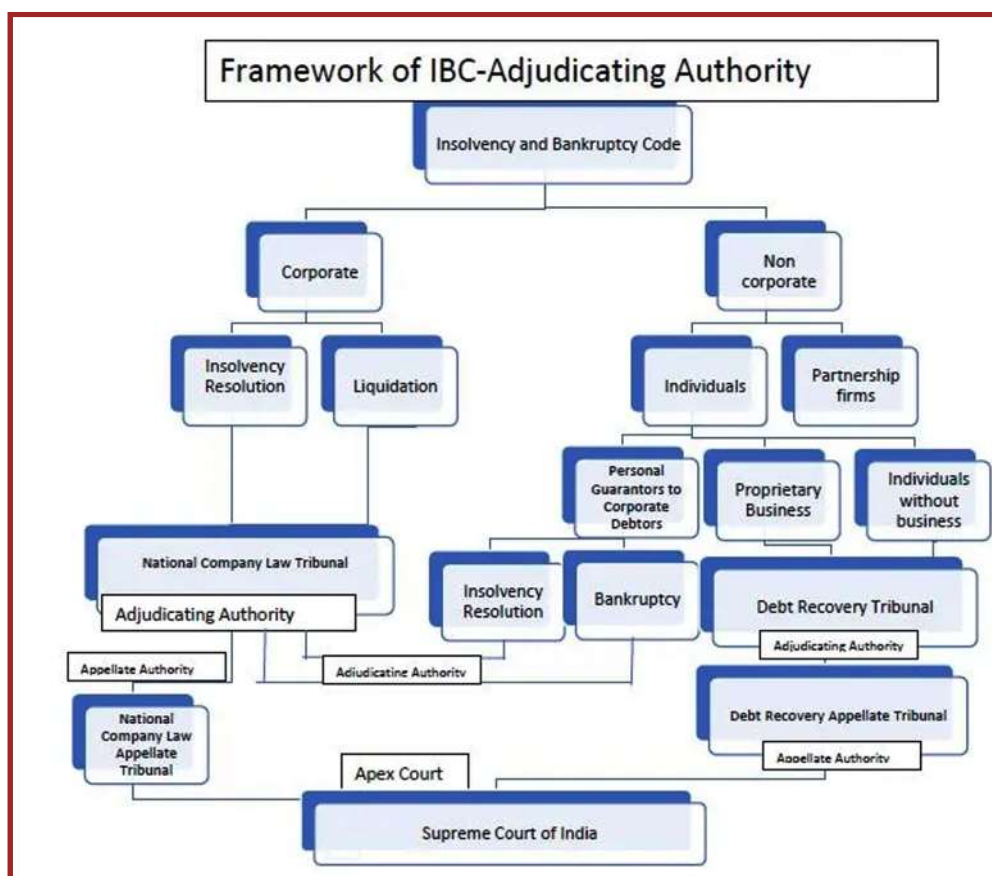 Framework of IBC-Adjudicating Authority
Insolvency and Bankruptcy Code
Corporate
Non
corporate
Insolvency
Resolution
Liquidation
Individuals
Partnership
firms
Personal
Guarantors to
Corporate
Debtors
Proprietary
Business
Individuals
without
business
National Company Law Tribunal
Adjudicating Authority
Insolvency
Resolution
Bankruptcy
Debt Recovery Tribunal
Adjudicating Authority
Appellate Authority
Adjudicating Authority
National
Company Law
Appellate
Tribunal
Debt Recovery Appellate Tribunal
Appellate Authority
Apex Court
Supreme Court of India